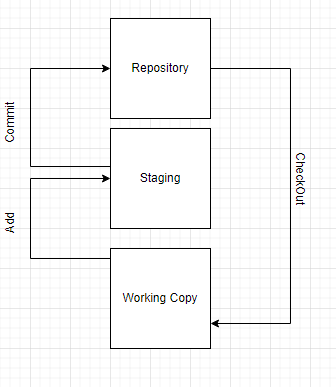 Repository
Commit
Staging
CheckOut
Add
Working Copy